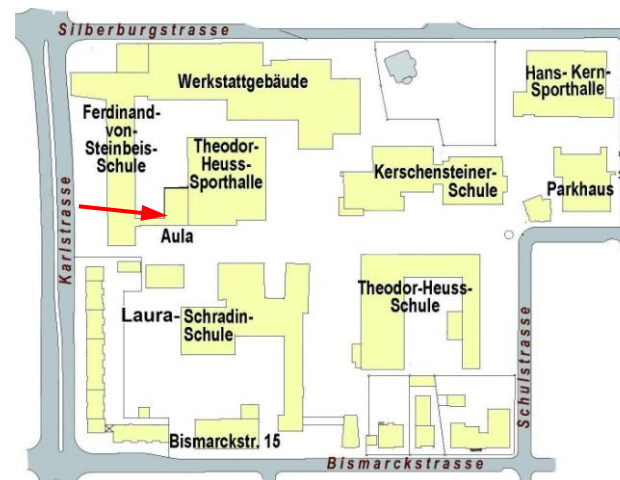 Silberburgstrasse
Werkstattgebäude
Hans- Kern-
Sporthalle
Ferdinand-
von-
Steinbeis-
Schule
Theodor-
Heuss-
Sporthalle
Kerschensteiner-
Schule
Parkhaus
Karlstrasse
Aula
Theodor-Heuss-
Schule
Laura- Schradin-
Schule
Schulstrasse
Bismarckstr. 15
Bismarckstrasse